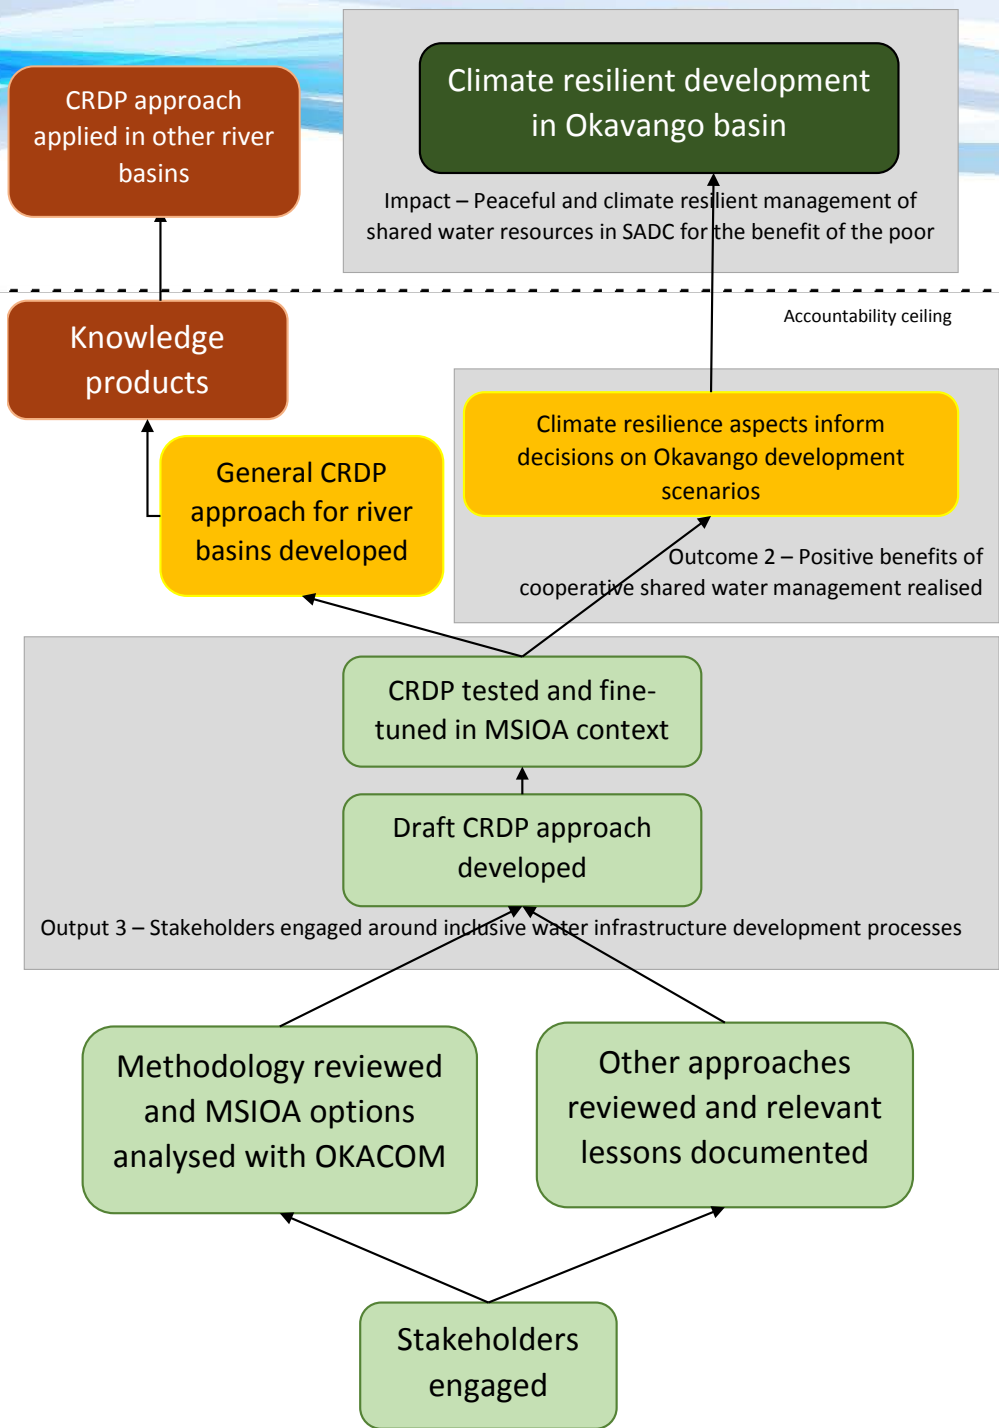 CRDP approach
applied in other river
basins
Climate resilient development
in Okavango basin
Impact – Peaceful and climate resilient management of
shared water resources in SADC for the benefit of the poor
Accountability ceiling
Knowledge
products
Climate resilience aspects inform
decisions on Okavango development
scenarios
General CRDP
approach for river
basins developed
Outcome 2 – Positive benefits of
cooperative shared water management realised
CRDP tested and fine-
tuned in MSIOA context
Draft CRDP approach
developed
Output 3 – Stakeholders engaged around inclusive water infrastructure development processes
Methodology reviewed
and MSIOA options
analysed with OKACOM
Other approaches
reviewed and relevant
lessons documented
Stakeholders
engaged